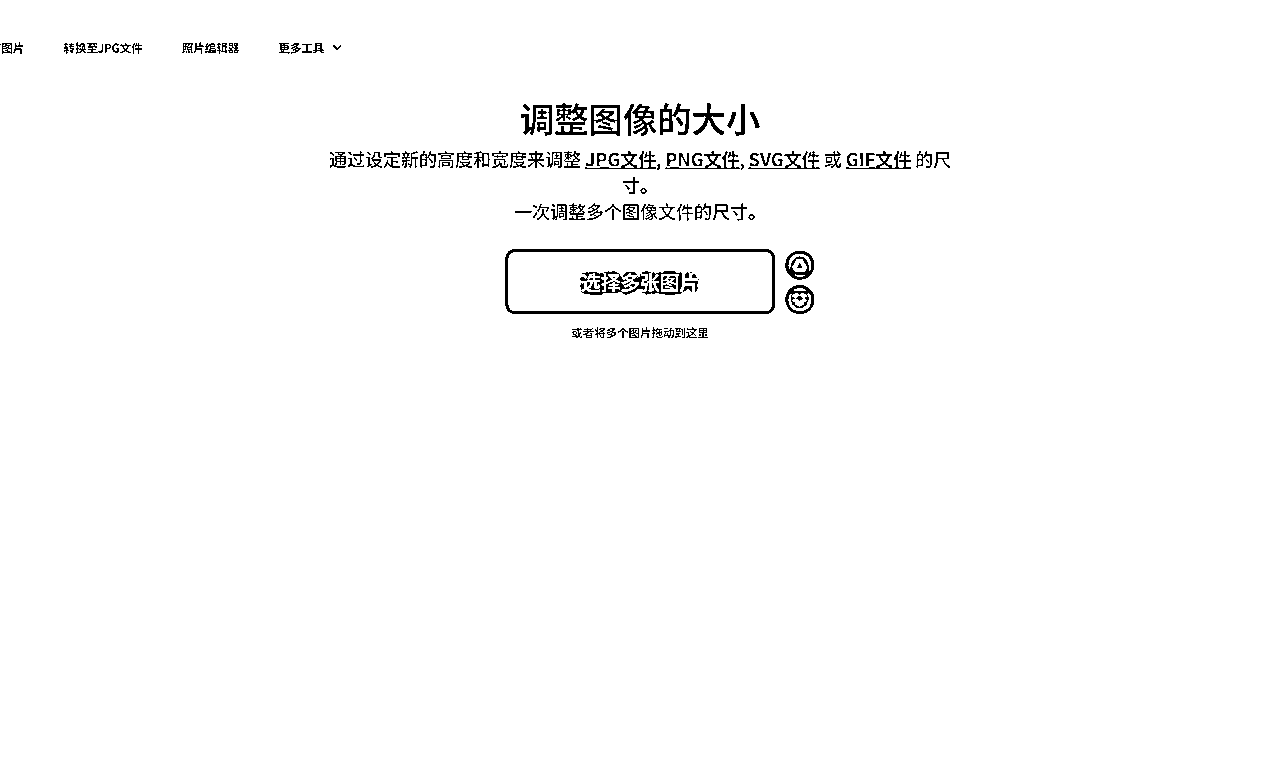 图片 转换至JPG文件 照片编辑器 更多工具
调整图像的大小
通过设定新的高度和宽度来调整 JPG文件, PNG文件, SVG文件 或 GIF文件 的尺
寸。
一次调整多个图像文件的尺寸。
选择多张图片
或者将多个图片拖动到这里